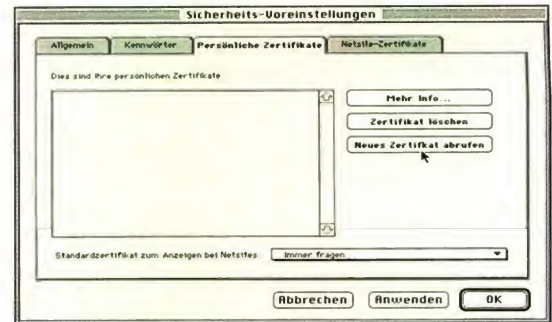 Sicherheits-Voreinstellungen
Allgemein Kennwörter Persönliche Zertifikate Netsite-Zertifikate
Dies sind Ihre persönlichen Zertifikate
Mehr Info...
Zertifikat löschen
Neues Zertifkat abrufen
Standardzertifikat zum Anzeigen bei Netsites: Immer fragen
Abbrechen Anwenden OK